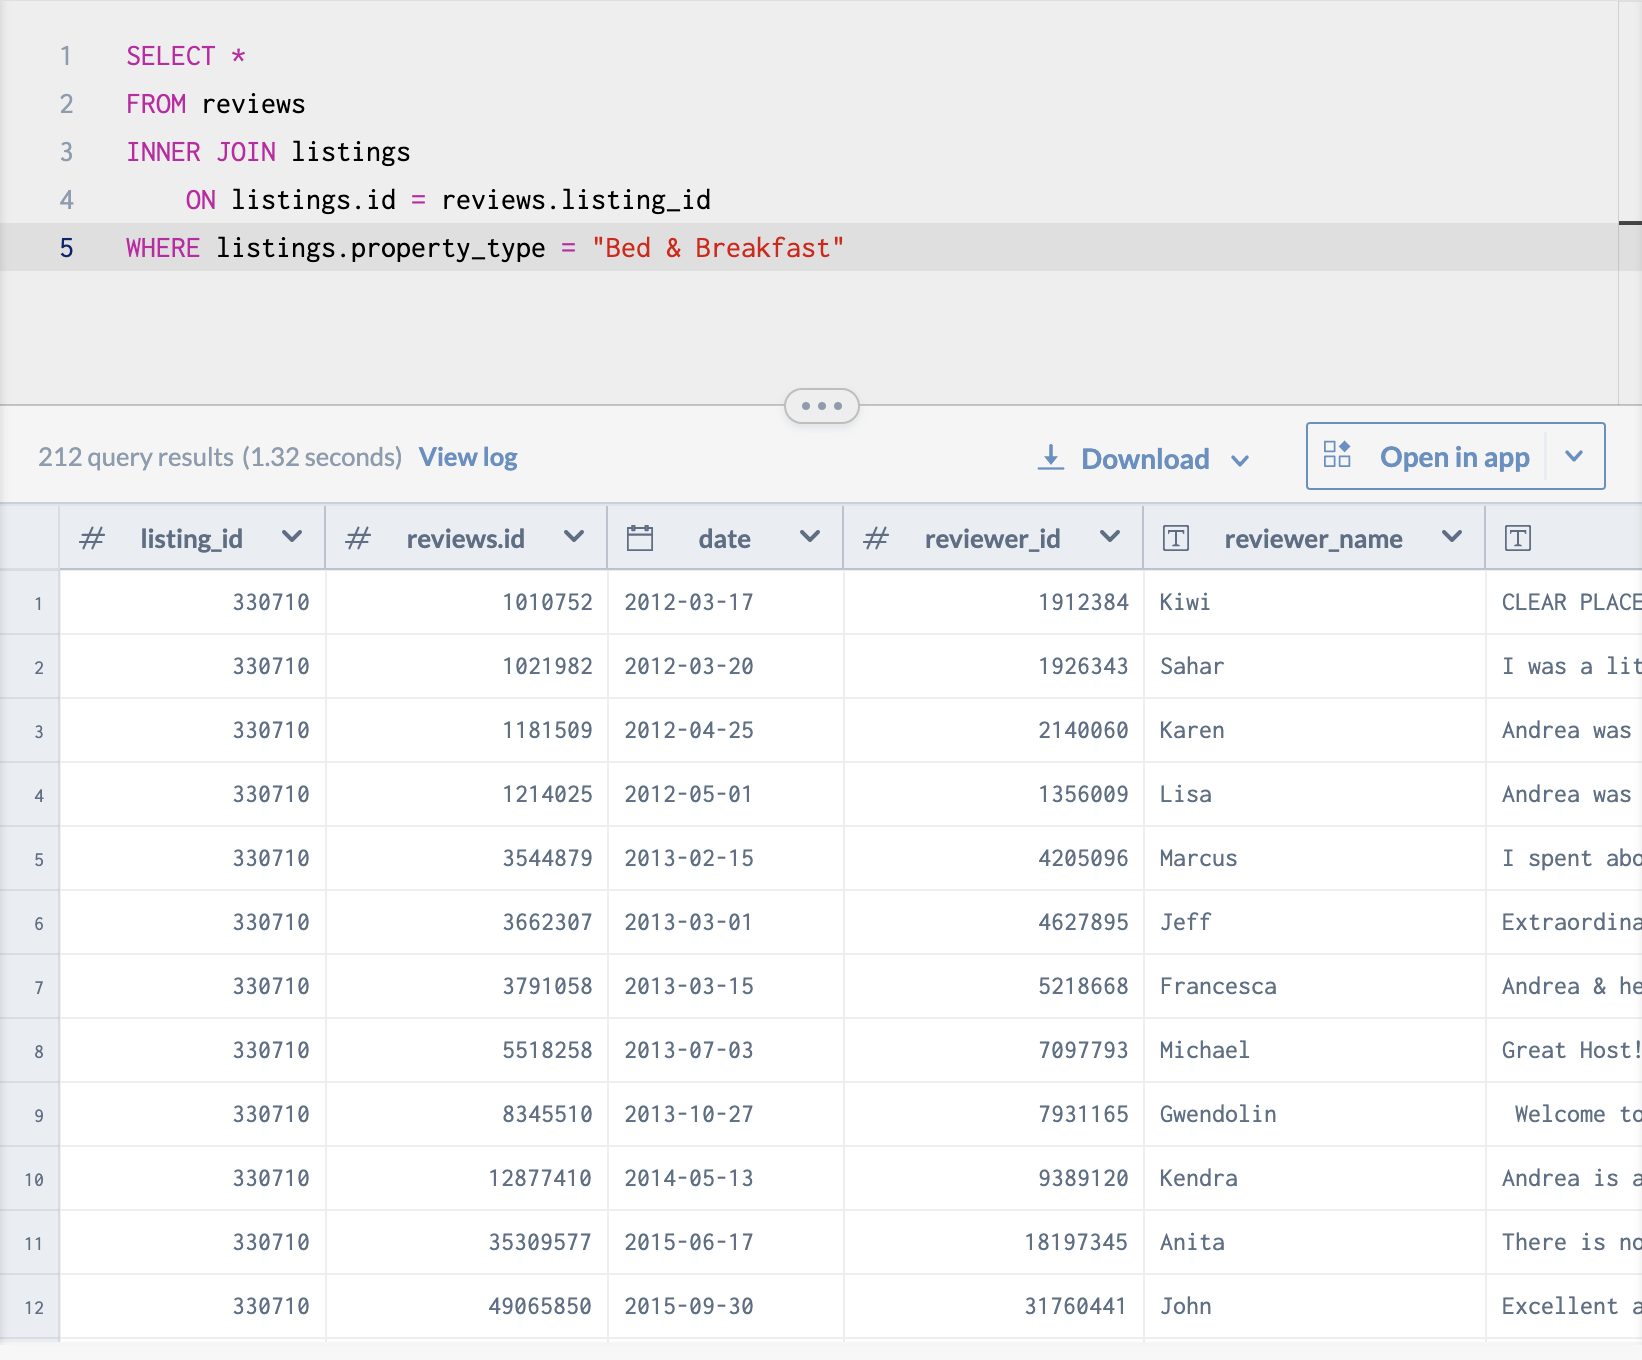 1 SELECT *
2 FROM reviews
3 INNER JOIN listings
4 ON listings.id = reviews.listing_id
5 WHERE listings.property_type = "Bed & Breakfast"
212 query results (1.32 seconds) View log Download Open in app
# listing_id # reviews.id date # reviewer_id T reviewer_name T
1 330710 1010752 2012-03-17 1912384 Kiwi CLEAR PLACE
2 330710 1021982 2012-03-20 1926343 Sahar I was a lit
3 330710 1181509 2012-04-25 2140060 Karen Andrea was
4 330710 1214025 2012-05-01 1356009 Lisa Andrea was
5 330710 3544879 2013-02-15 4205096 Marcus I spent abo
6 330710 3662307 2013-03-01 4627895 Jeff Extraordina
7 330710 3791058 2013-03-15 5218668 Francesca Andrea & he
8 330710 5518258 2013-07-03 7097793 Michael Great Host!
9 330710 8345510 2013-10-27 7931165 Gwendolin Welcome to
10 330710 12877410 2014-05-13 9389120 Kendra Andrea is a
11 330710 35309577 2015-06-17 18197345 Anita There is no
12 330710 49065850 2015-09-30 31760441 John Excellent a